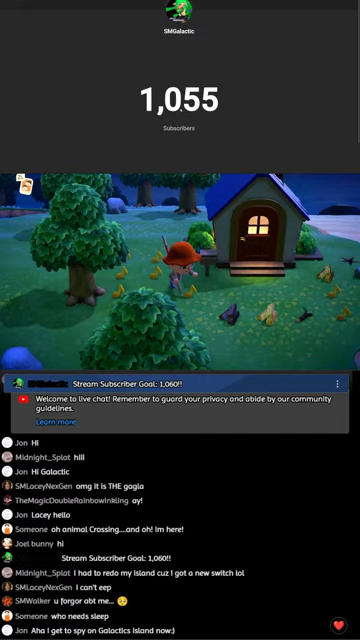 SMGalactic
1,055
Subscribers
Stream Subscriber Goal: 1,060!!
Welcome to live chat! Remember to guard your privacy and abide by our community
guidelines.
Learn more
Jon Hi
Midnight_Splat hiii
Jon Hi Galactic
SMLaceyNexGen omg it is THE gagla
TheMagicDoubleRainbowInkling ay!
Jon Lacey hello
Someone oh animal Crossing....and oh! im here!
Joel bunny hi
Stream Subscriber Goal: 1,060!!
Midnight_Splat I had to redo my island cuz I got a new switch lol
SMLaceyNexGen I can't eep
SMWalker u forgor abt me... 🥺
Someone who needs sleep
Jon Aha I get to spy on Galactics Island now:)